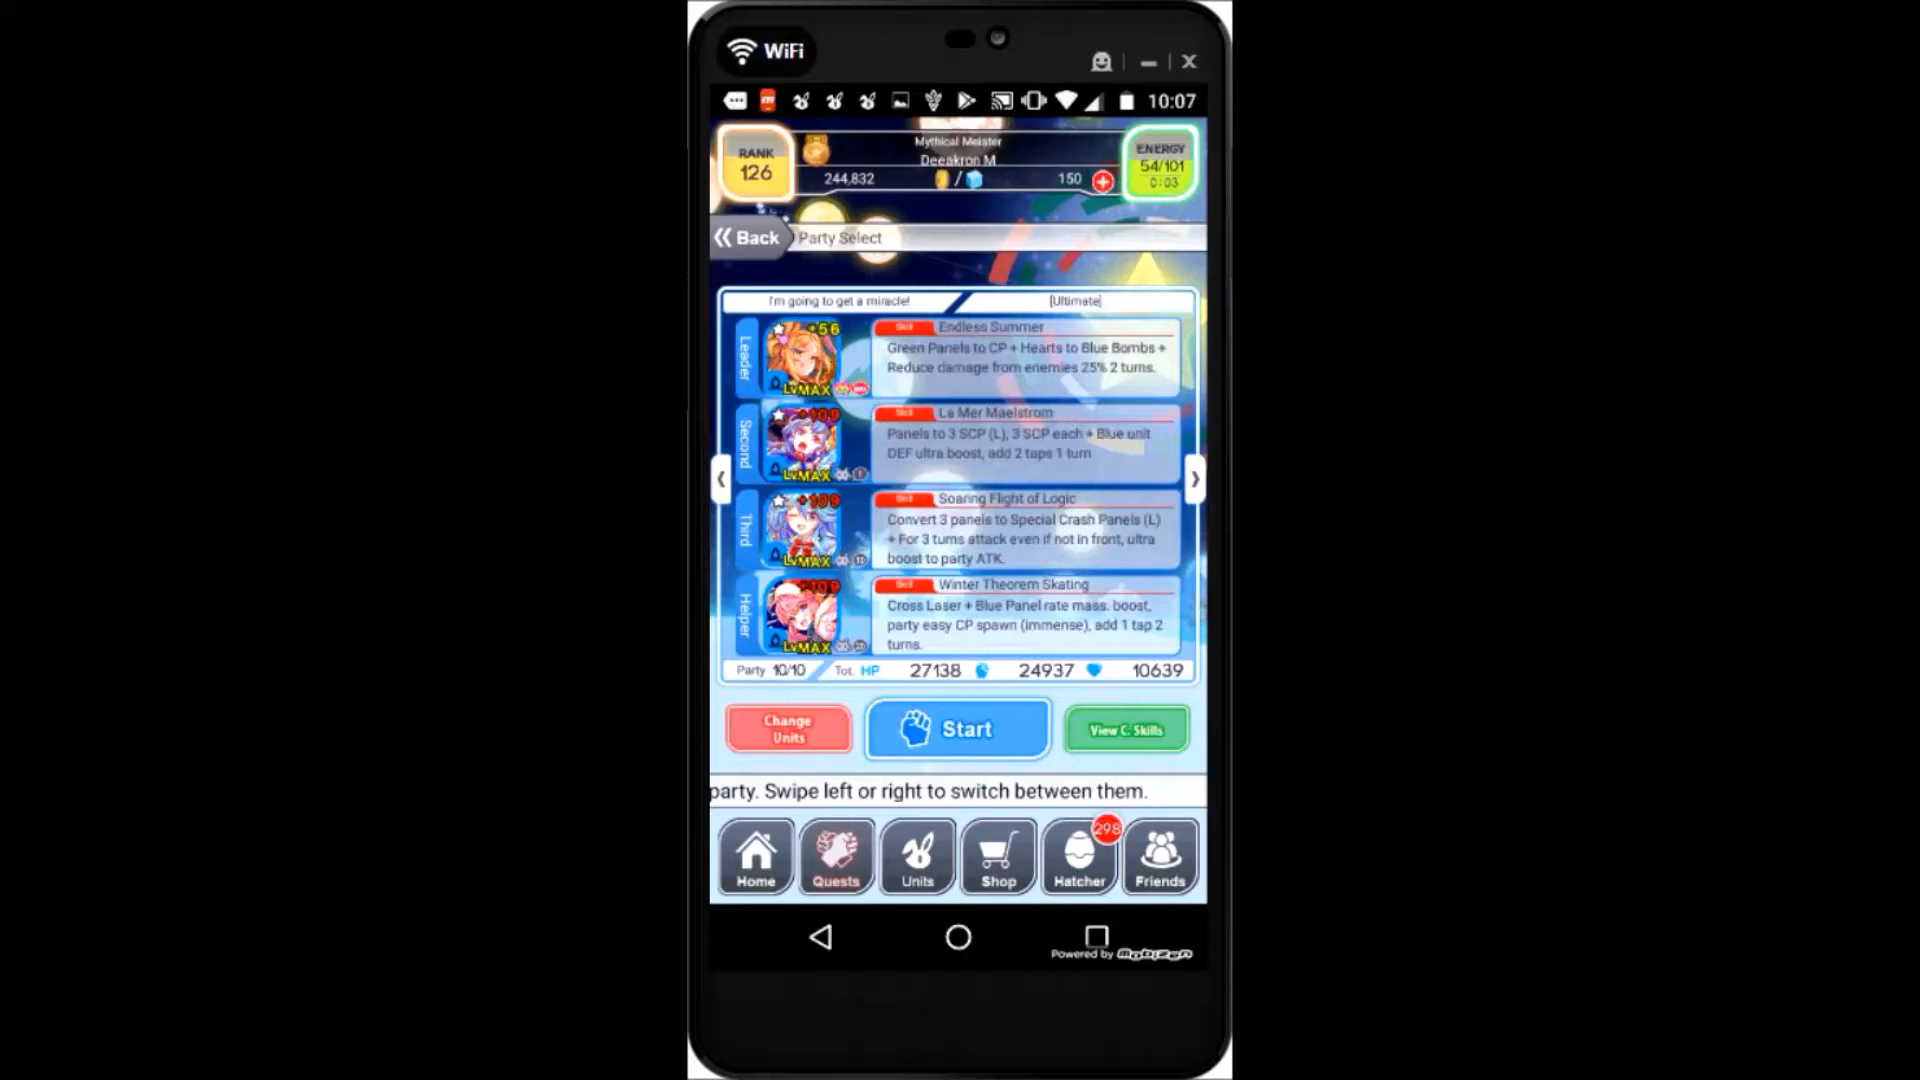 WiFi
10:07
RANK
126
Mythical Meister
Deeakron M
244,832 / 150
ENERGY
54/101
0:03
Back
Party Select
I'm going to get a miracle!
[Ultimate]
Leader
+56
LvMAX
Skill Endless Summer
Green Panels to CP + Hearts to Blue Bombs +
Reduce damage from enemies 25% 2 turns.
Second
+109
LvMAX
Skill La Mer Maelstrom
Panels to 3 SCP (L), 3 SCP each + Blue unit
DEF ultra boost, add 2 taps 1 turn.
Third
+109
LvMAX
Skill Soaring Flight of Logic
Convert 3 panels to Special Crash Panels (L)
+ For 3 turns attack even if not in front, ultra
boost to party ATK.
Helper
+109
LvMAX
Skill Winter Theorem Skating
Cross Laser + Blue Panel rate mass. boost,
party easy CP spawn (immense), add 1 tap 2
turns.
Party 10/10 Tot. HP 27138 24937 10639
Change
Units
Start
View C. Skills
party. Swipe left or right to switch between them.
298
Home
Quests
Units
Shop
Hatcher
Friends
Powered by Mobizen